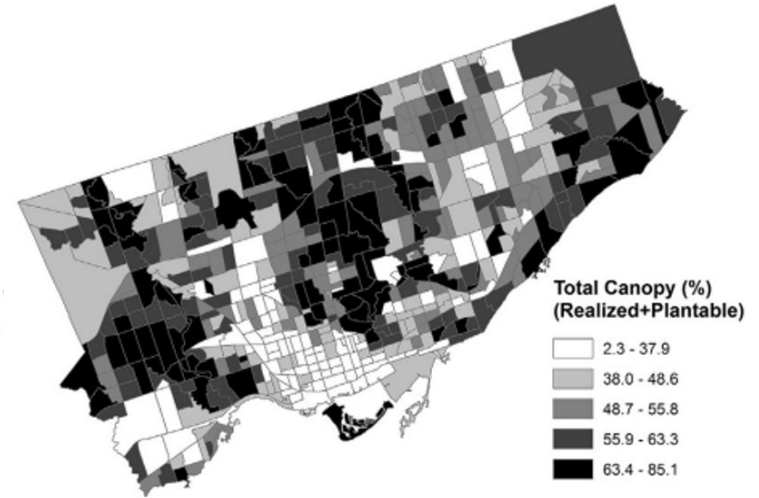 Total Canopy (%)
(Realized+Plantable)
2.3 - 37.9
38.0 - 48.6
48.7 - 55.8
55.9 - 63.3
63.4 - 85.1